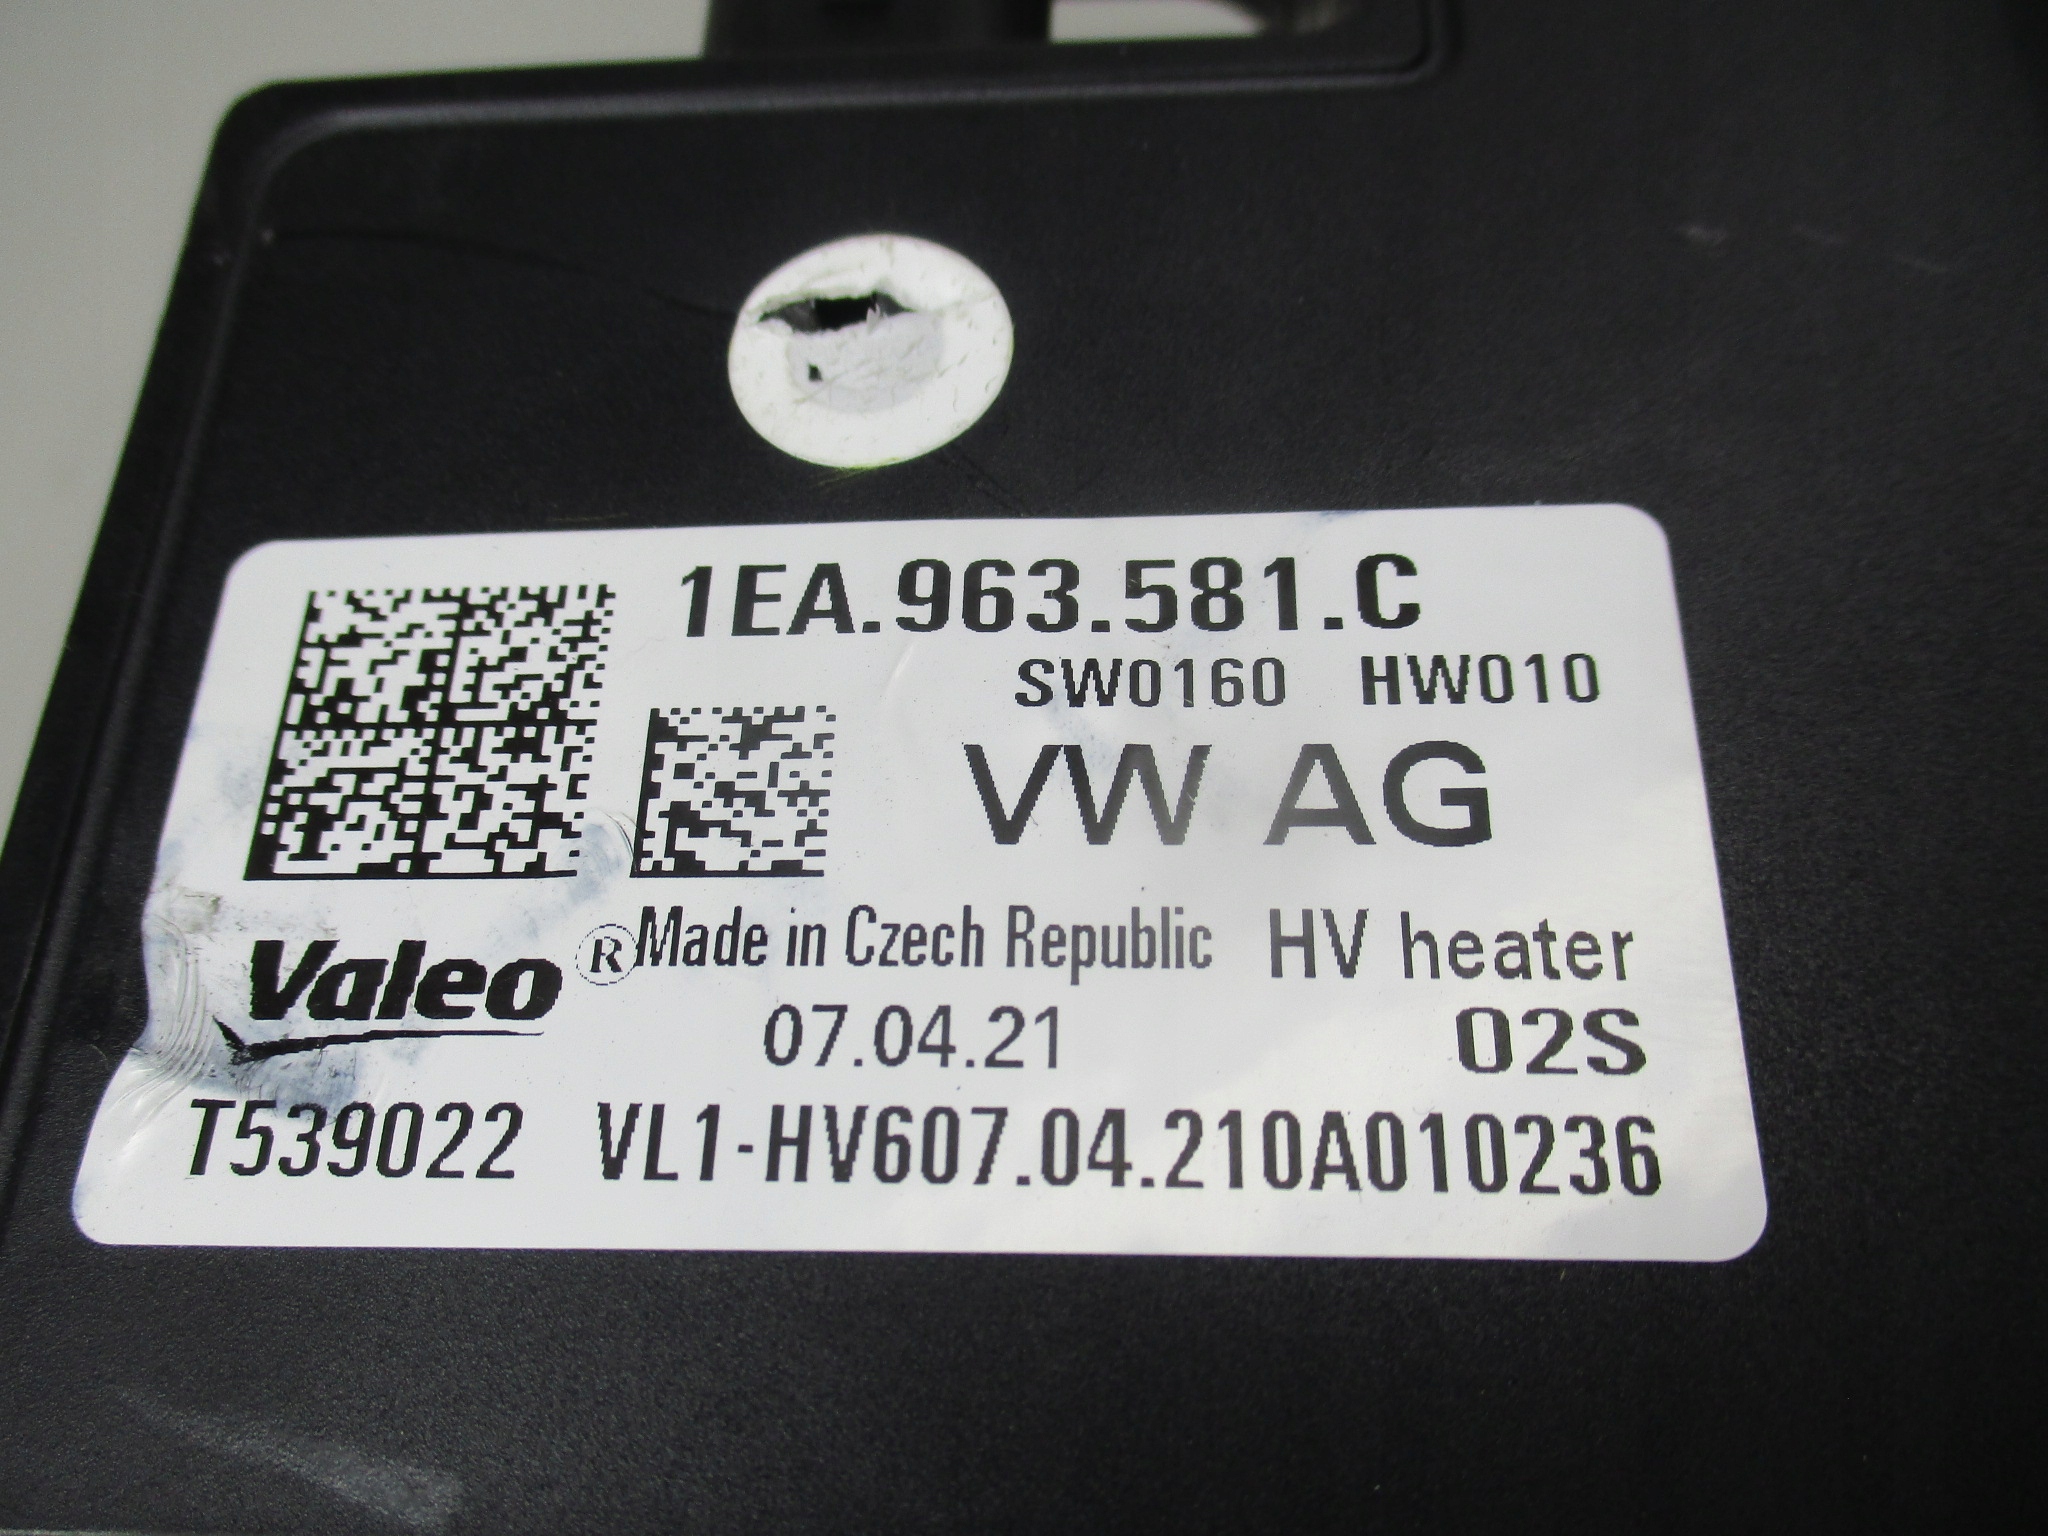 1EA.963.581.C
SW0160 HW010
VW AG
Valeo ® Made in Czech Republic HV heater
07.04.21 02S
T539022 VL1-HV607.04.210A010236